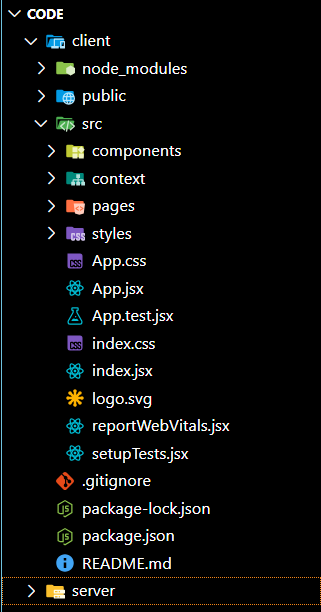 CODE
client
node_modules
public
src
components
context
pages
styles
App.css
App.jsx
App.test.jsx
index.css
index.jsx
logo.svg
reportWebVitals.jsx
setupTests.jsx
.gitignore
package-lock.json
package.json
README.md
server